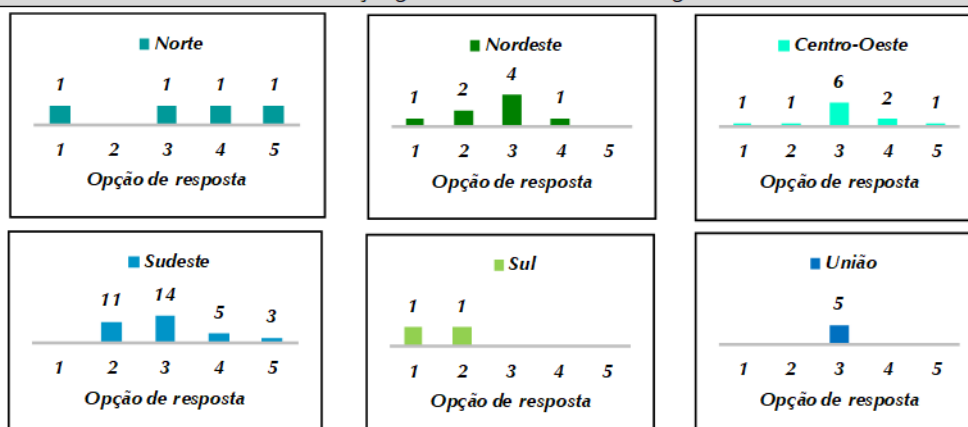 Norte
1 1 1 1
1 2 3 4 5
Opção de resposta
Nordeste
1 2 4 1
1 2 3 4 5
Opção de resposta
Centro-Oeste
1 1 6 2 1
1 2 3 4 5
Opção de resposta
Sudeste
11 14 5 3
1 2 3 4 5
Opção de resposta
Sul
1 1
1 2 3 4 5
Opção de resposta
União
5
1 2 3 4 5
Opção de resposta